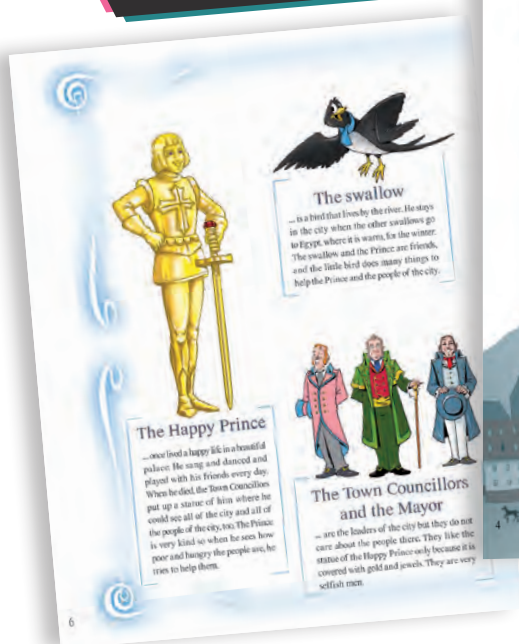 The swallow
... is a bird that lives by the river. He stays
in the city when the other swallows go
to Egypt, where it is warm, for the winter.
The swallow and the Prince are friends,
and the little bird does many things to
help the Prince and the people of the city.
The Happy Prince
... once lived a happy life in a beautiful
palace. He sang and danced and
played with his friends every day.
When he died, the Town Councillors
put up a statue of him where he
could see all of the city and all of
the people of the city, too. The Prince
is very kind so when he sees how
poor and hungry the people are, he
tries to help them.
The Town Councillors
and the Mayor
... are the leaders of the city but they do not
care about the people there. They like the
statue of the Happy Prince only because it is
covered with gold and jewels. They are very
selfish men.
6
4